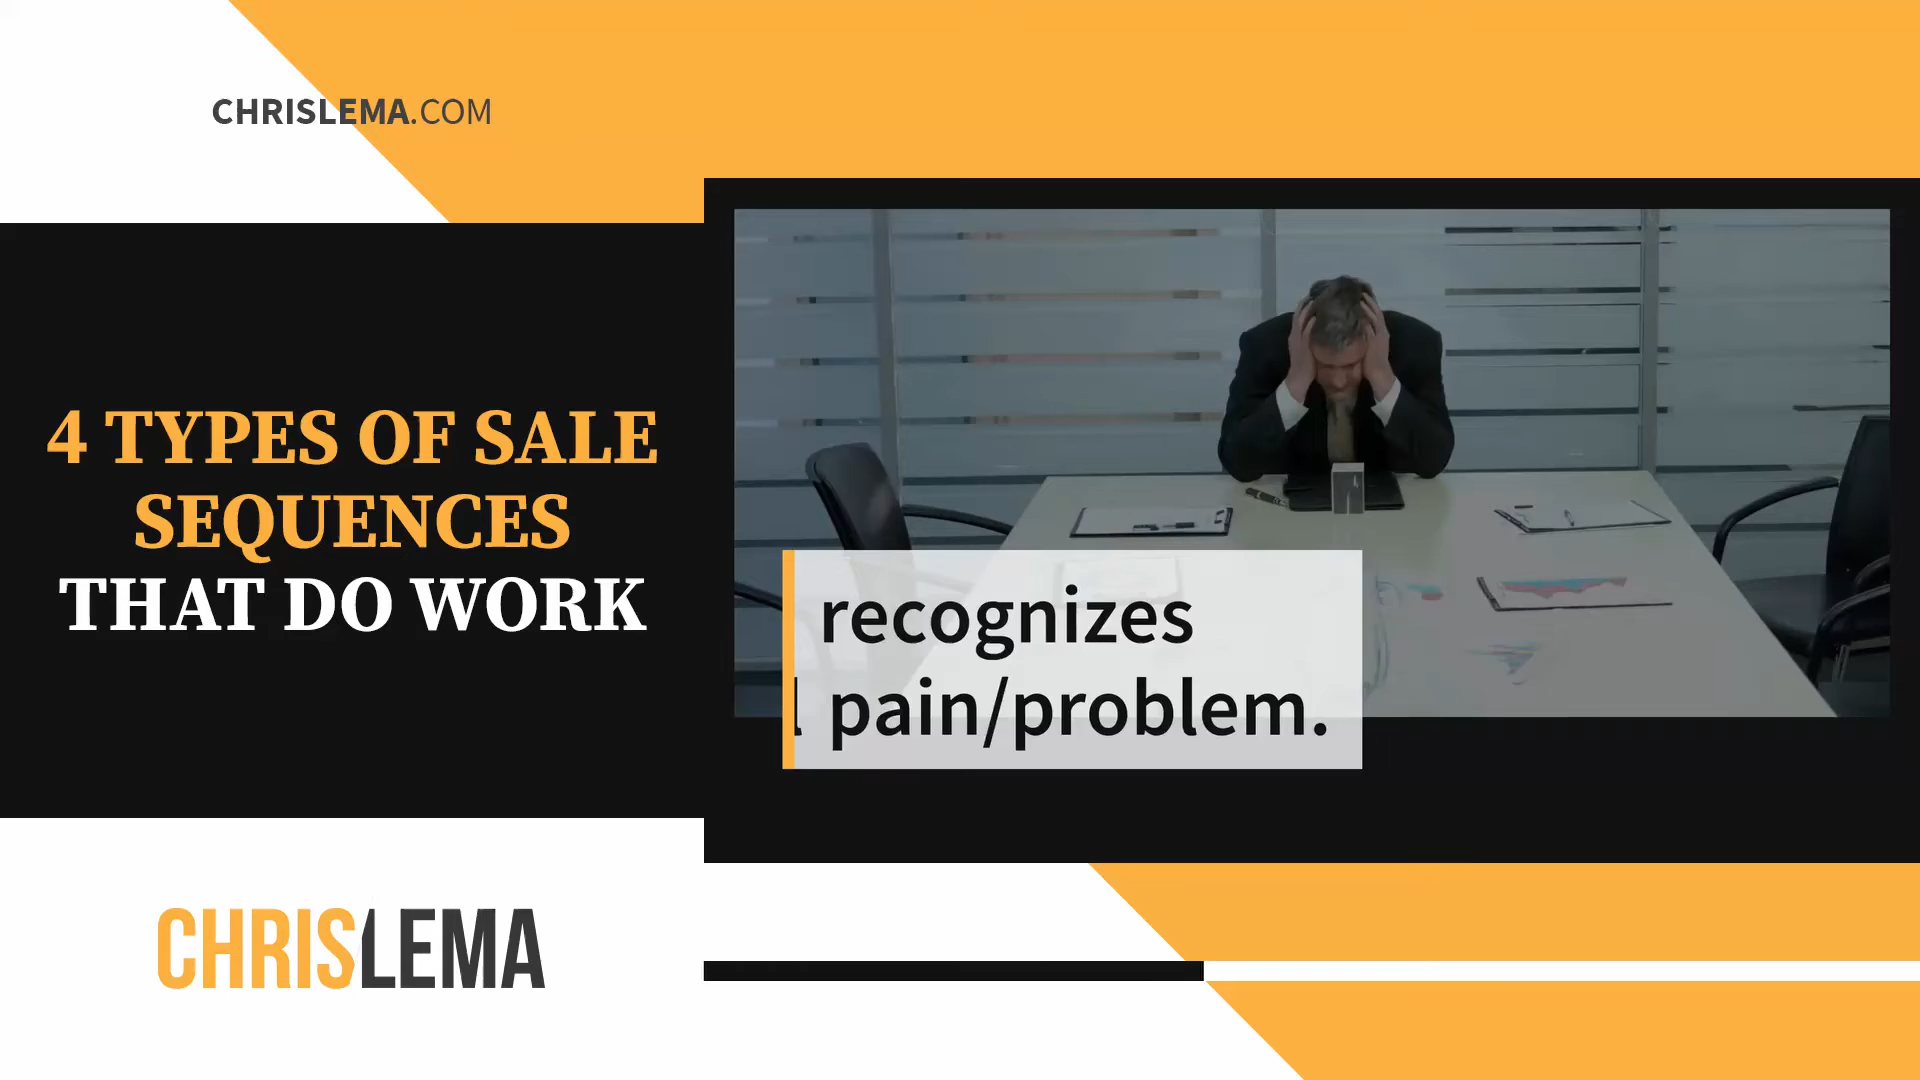 CHRISLEMA.COM
4 TYPES OF SALE
SEQUENCES
THAT DO WORK
recognizes
pain/problem.
CHRISLEMA